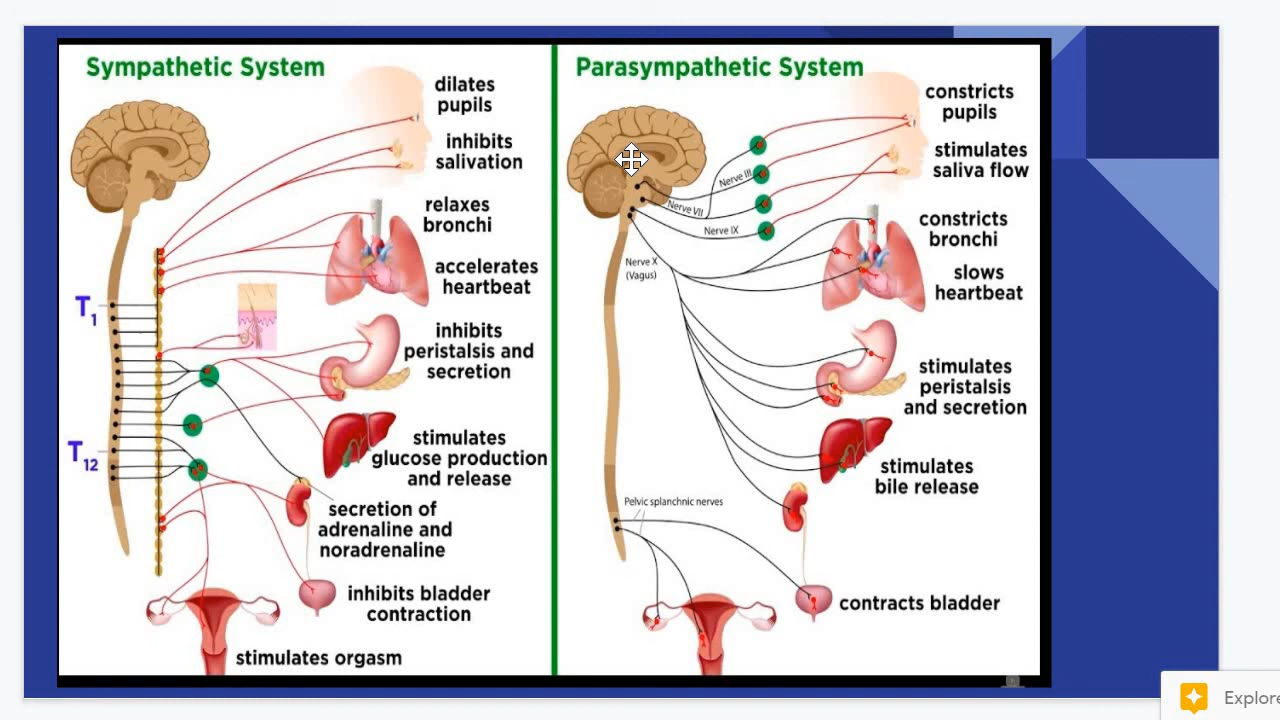 Sympathetic System
dilates
pupils
inhibits
salivation
relaxes
bronchi
accelerates
heartbeat
T1
inhibits
peristalsis and
secretion
T12
stimulates
glucose production
and release
secretion of
adrenaline and
noradrenaline
inhibits bladder
contraction
stimulates orgasm
Parasympathetic System
constricts
pupils
stimulates
saliva flow
Nerve III
Nerve VII
Nerve IX
Nerve X
(Vagus)
constricts
bronchi
slows
heartbeat
stimulates
peristalsis
and secretion
stimulates
bile release
Pelvic splanchnic nerves
contracts bladder
Explore